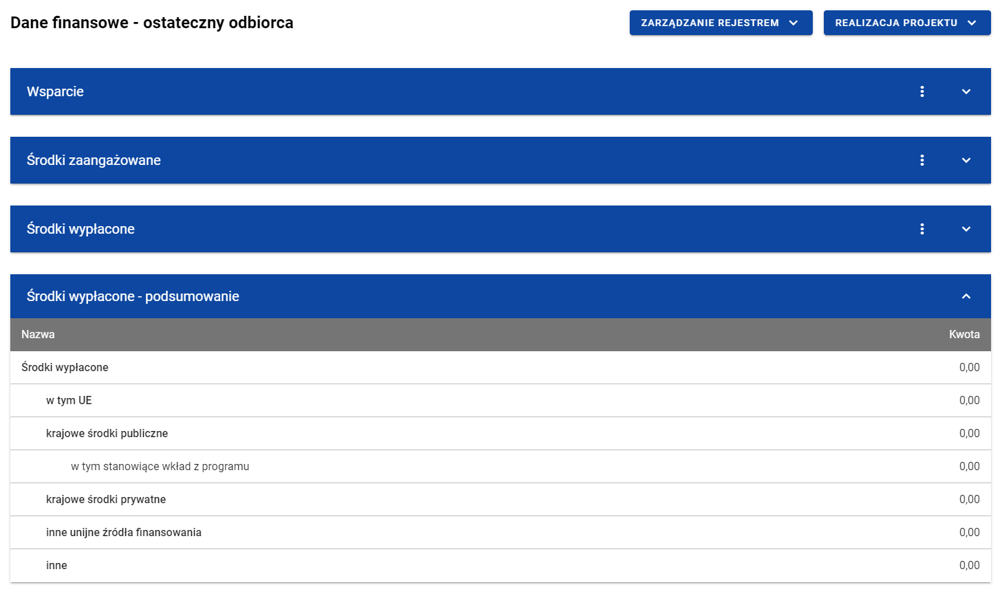 Dane finansowe - ostateczny odbiorca
ZARZĄDZANIE REJESTREM
REALIZACJA PROJEKTU
Wsparcie
Środki zaangażowane
Środki wypłacone
Środki wypłacone - podsumowanie
Nazwa Kwota
Środki wypłacone 0,00
w tym UE 0,00
krajowe środki publiczne 0,00
w tym stanowiące wkład z programu 0,00
krajowe środki prywatne 0,00
inne unijne źródła finansowania 0,00
inne 0,00